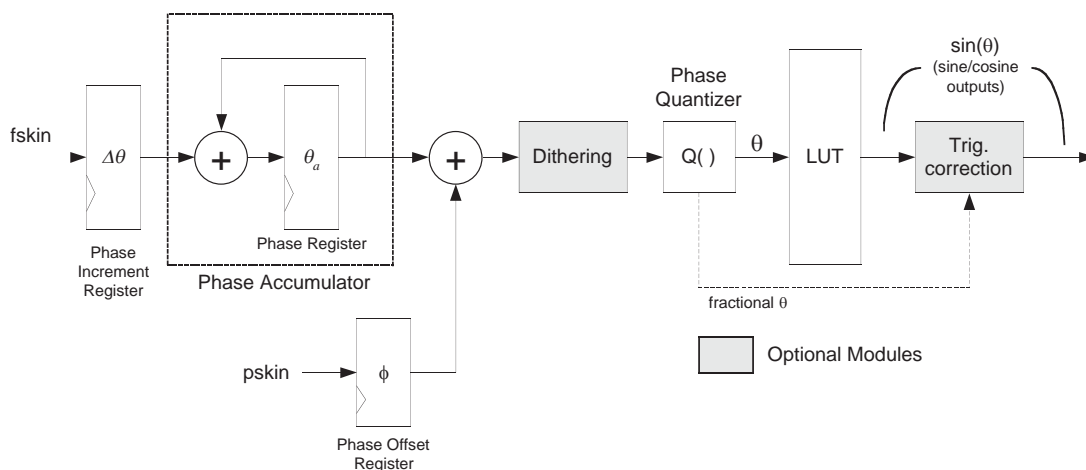 sin(θ)
(sine/cosine
outputs)
Phase
Quantizer
fskin
Δθ
+
θa
+
Dithering
Q( )
θ
LUT
Trig.
correction
Phase
Increment
Register
Phase Register
Phase Accumulator
fractional θ
Optional Modules
pskin
ϕ
Phase Offset
Register